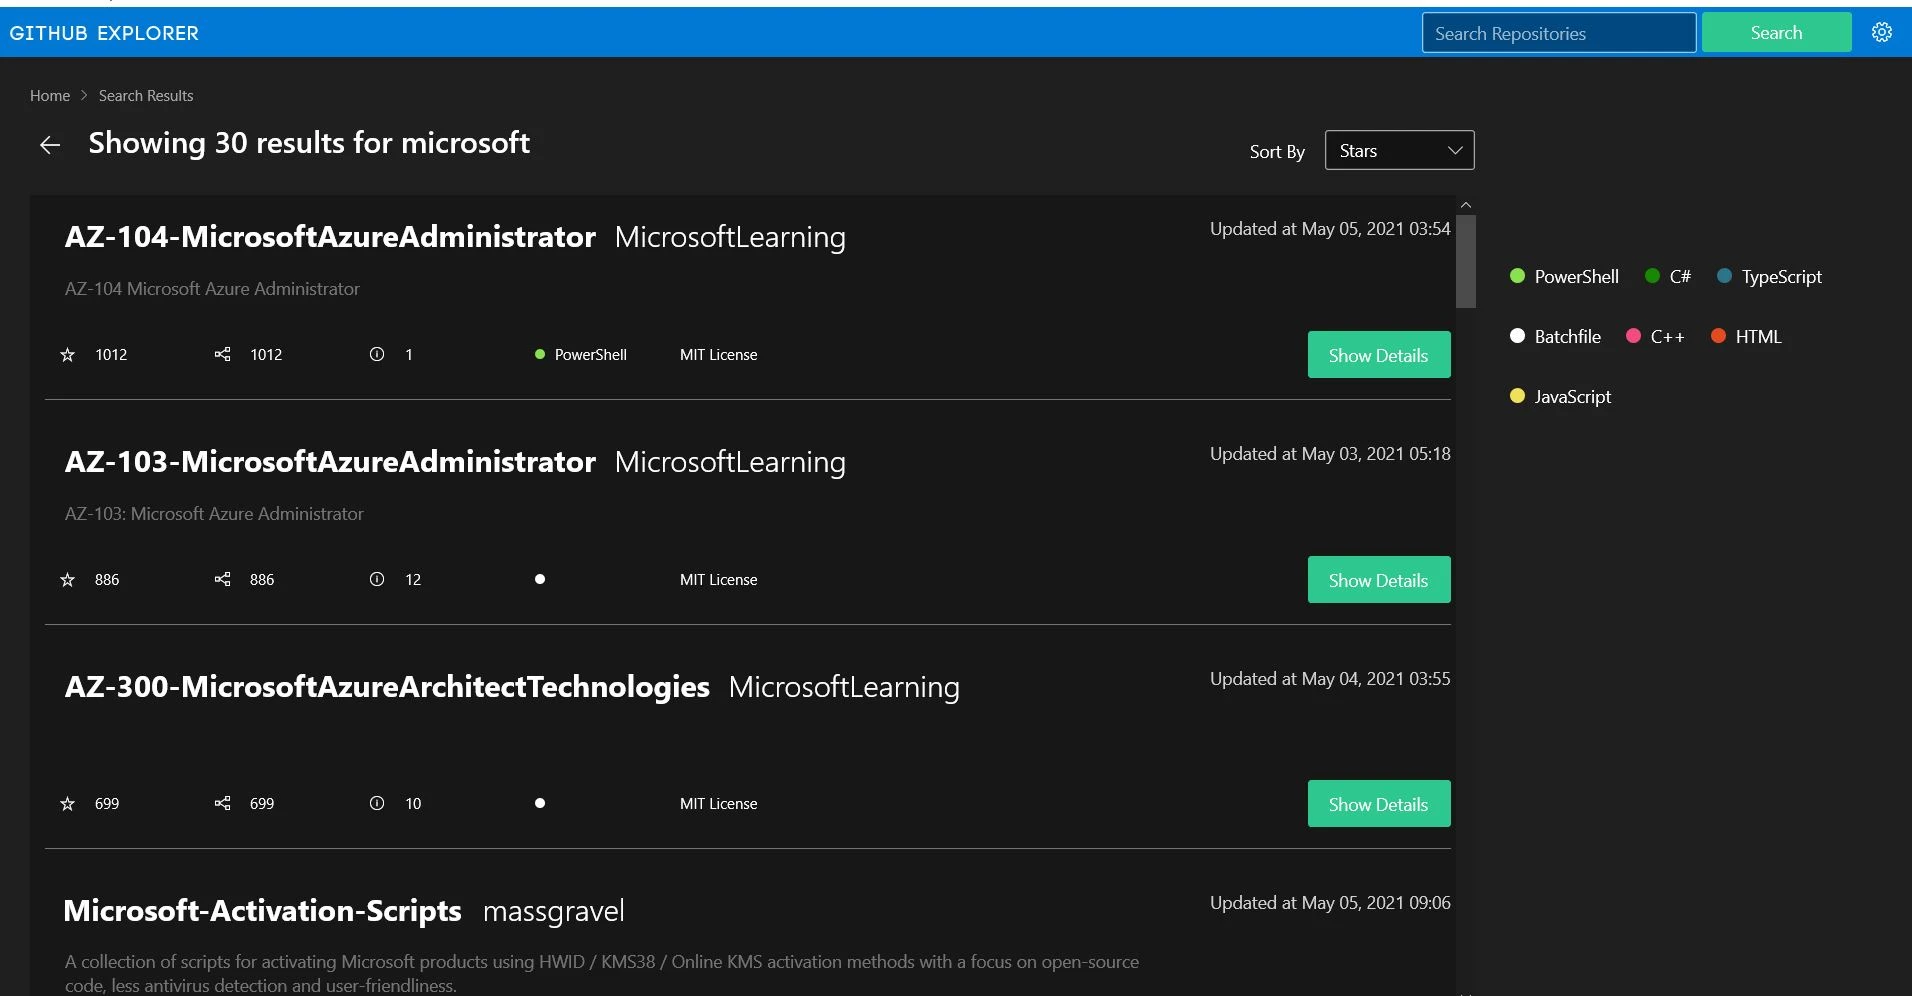 GITHUB EXPLORER
Search Repositories
Search
Home > Search Results
Showing 30 results for microsoft
Sort By Stars
AZ-104-MicrosoftAzureAdministrator MicrosoftLearning
Updated at May 05, 2021 03:54
AZ-104 Microsoft Azure Administrator
1012 1012 1 PowerShell MIT License
Show Details
AZ-103-MicrosoftAzureAdministrator MicrosoftLearning
Updated at May 03, 2021 05:18
AZ-103: Microsoft Azure Administrator
886 886 12 MIT License
Show Details
AZ-300-MicrosoftAzureArchitectTechnologies MicrosoftLearning
Updated at May 04, 2021 03:55
699 699 10 MIT License
Show Details
Microsoft-Activation-Scripts massgravel
Updated at May 05, 2021 09:06
A collection of scripts for activating Microsoft products using HWID / KMS38 / Online KMS activation methods with a focus on open-source
code, less antivirus detection and user-friendliness.
PowerShell C# TypeScript
Batchfile C++ HTML
JavaScript